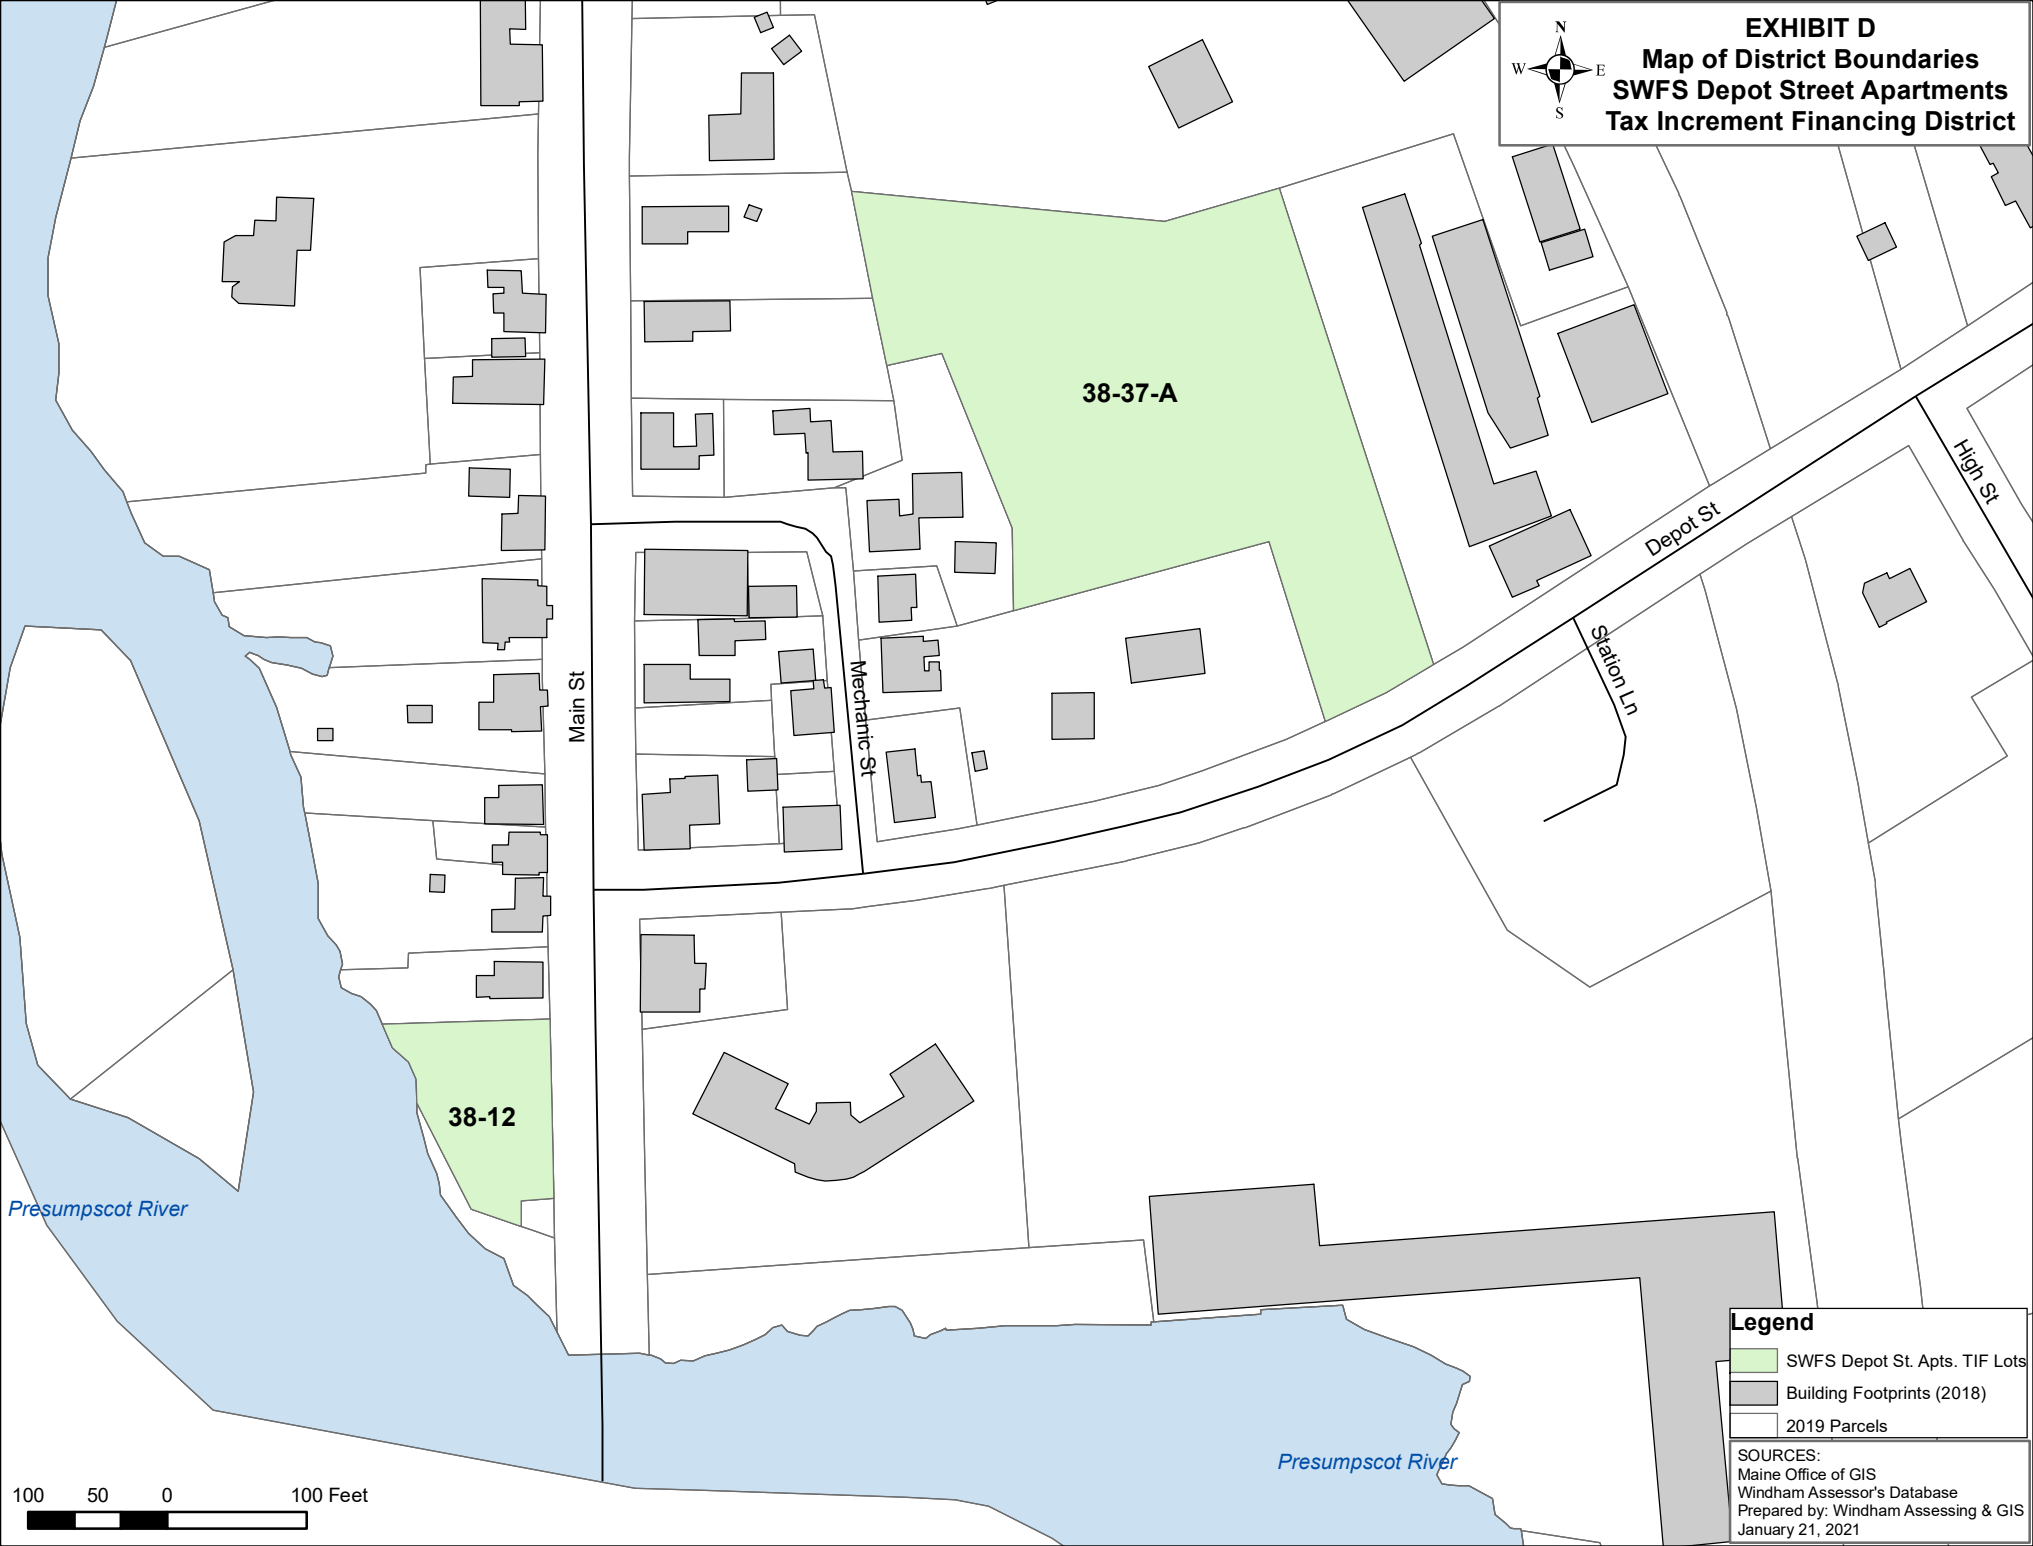 EXHIBIT D
Map of District Boundaries
SWFS Depot Street Apartments
Tax Increment Financing District
N
W
E
S
38-37-A
High St
Depot St
Station Ln
Main St
Mechanic St
38-12
Presumpscot River
Presumpscot River
Legend
SWFS Depot St. Apts. TIF Lots
Building Footprints (2018)
2019 Parcels
SOURCES:
Maine Office of GIS
Windham Assessor's Database
Prepared by: Windham Assessing & GIS
January 21, 2021
100 50 0 100 Feet